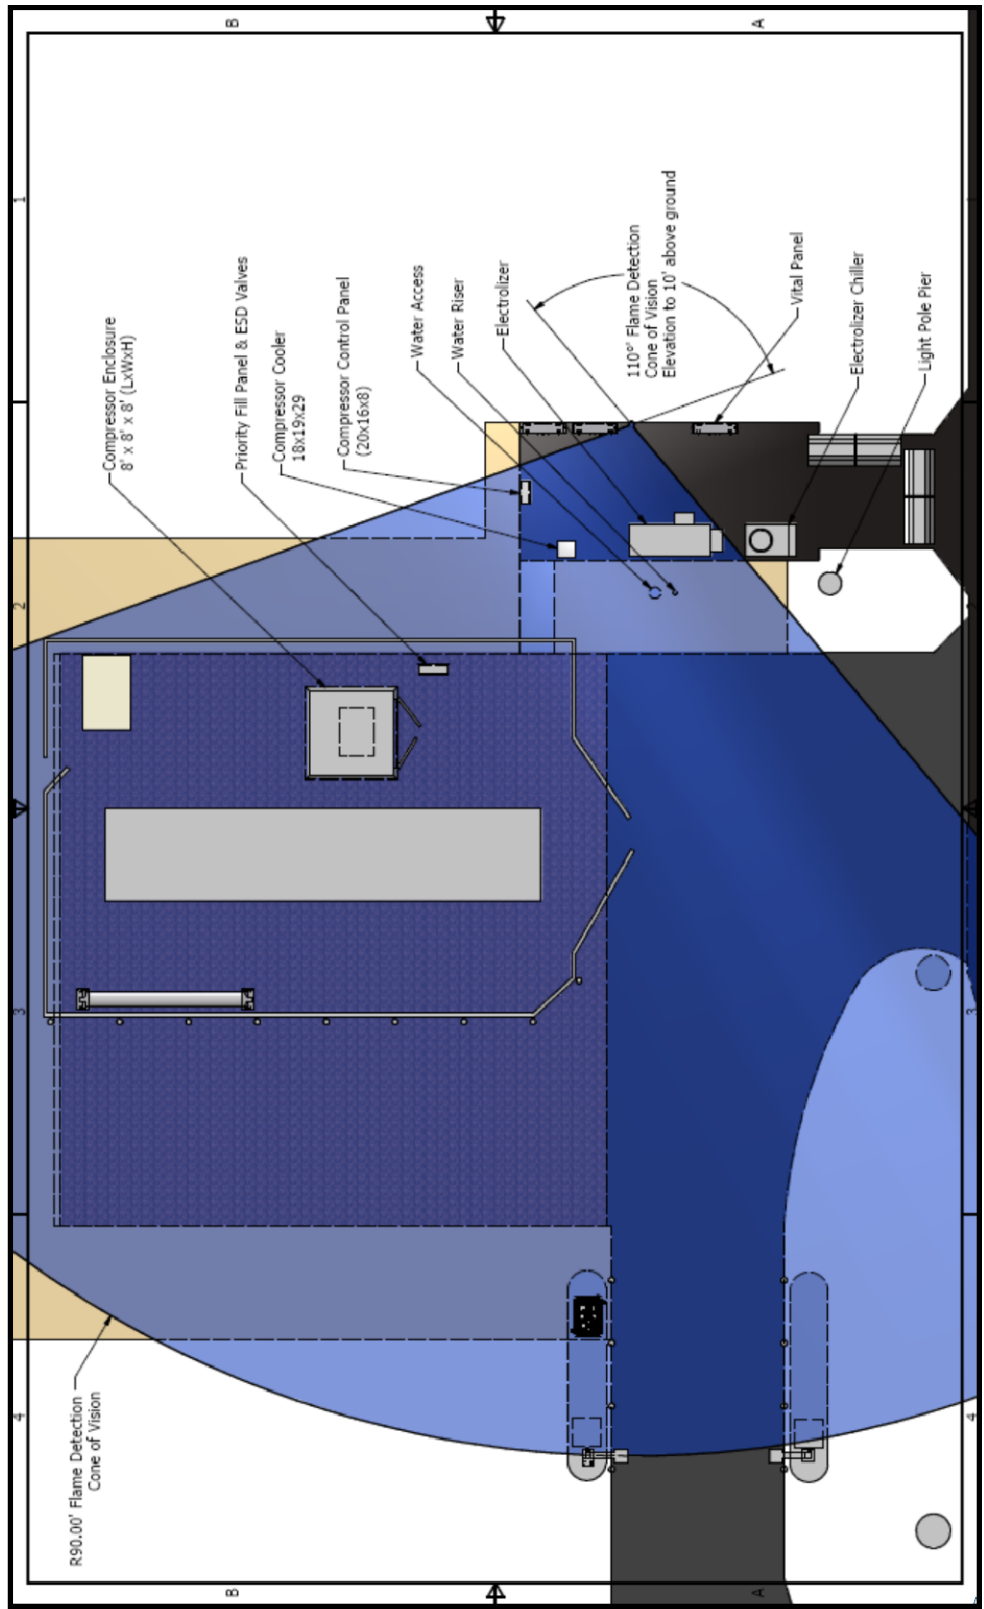 B
A
1
Compressor Enclosure
8' x 8' x 8' (LxWxH)
Priority Fill Panel & ESD Valves
Compressor Cooler
18x19x29
Compressor Control Panel
(20x16x8)
Water Access
Water Riser
Electrolizer
110° Flame Detection
Cone of Vision
Elevation to 10' above ground
Vital Panel
Electrolizer Chiller
Light Pole Pier
2
3
3
4
4
R90.00' Flame Detection
Cone of Vision
B
A